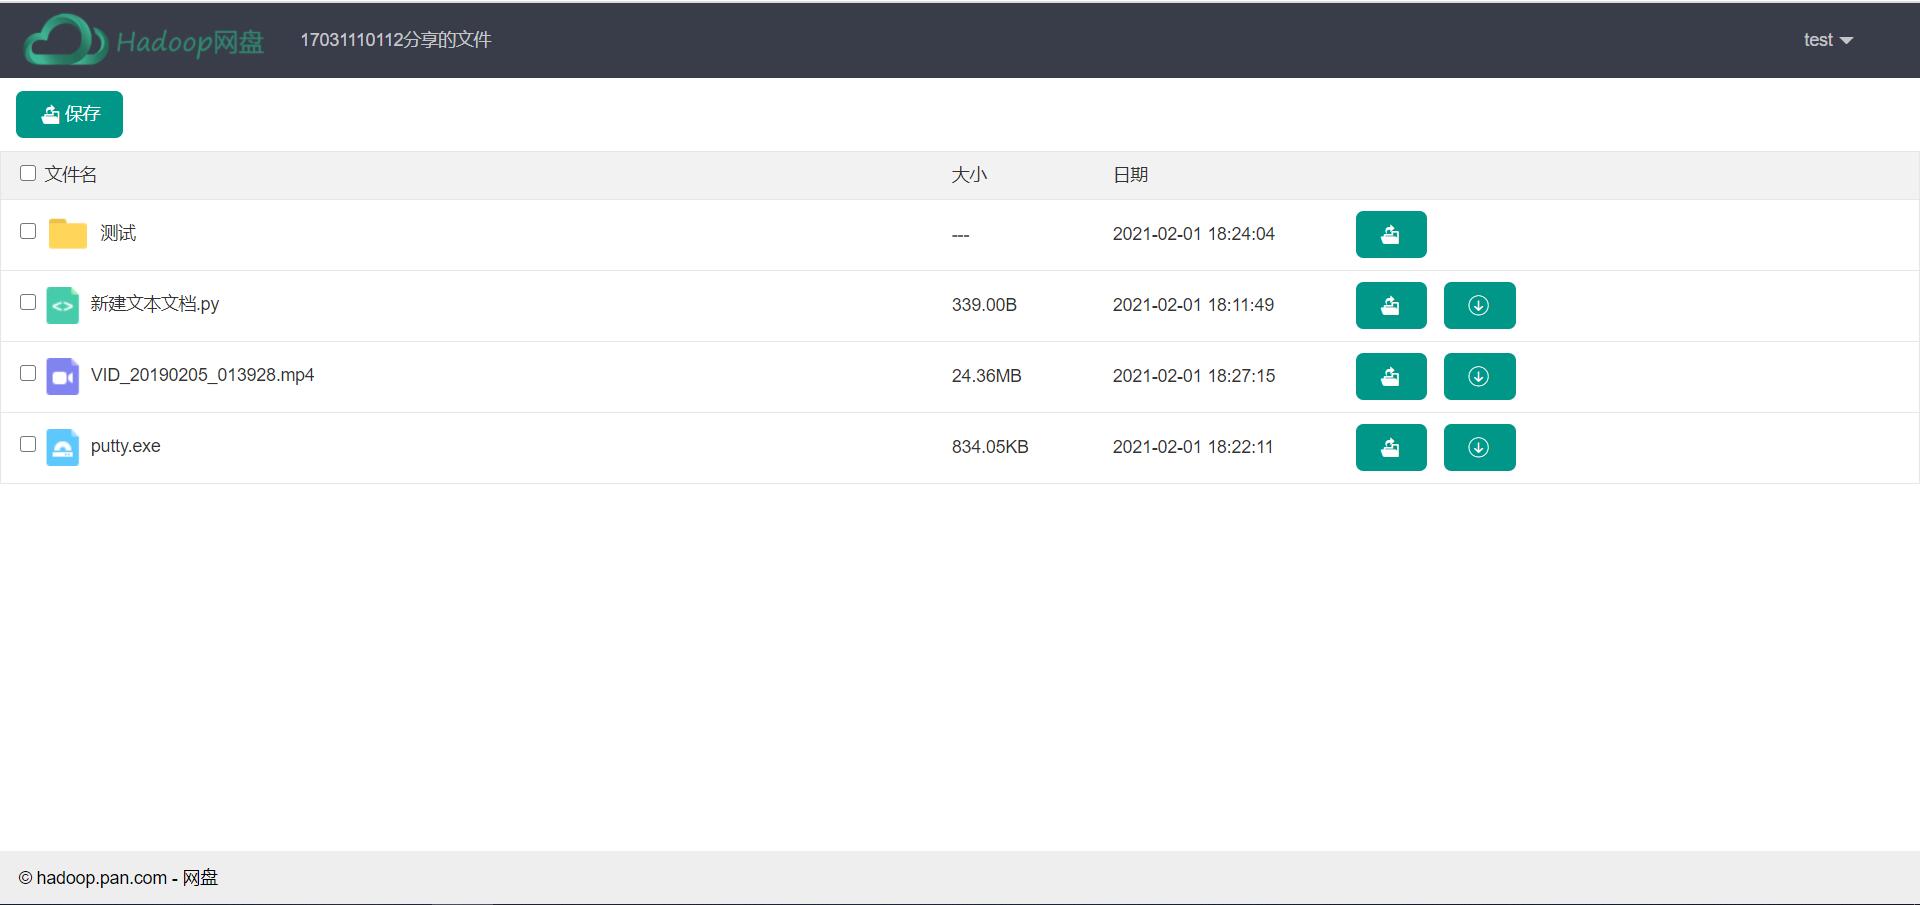 Hadoop网盘 17031110112分享的文件 test
保存
文件名 大小 日期
测试 --- 2021-02-01 18:24:04
新建文本文档.py 339.00B 2021-02-01 18:11:49
VID_20190205_013928.mp4 24.36MB 2021-02-01 18:27:15
putty.exe 834.05KB 2021-02-01 18:22:11
© hadoop.pan.com - 网盘